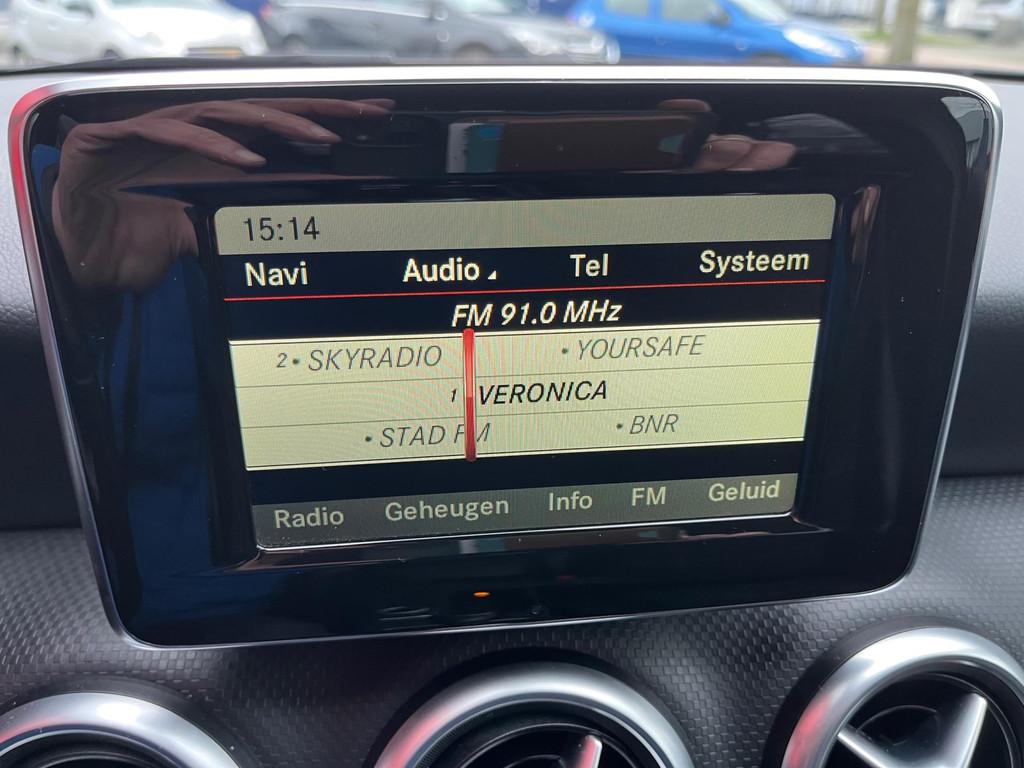 15:14
Navi Audio Tel Systeem
FM 91.0 MHz
2• SKYRADIO • YOURSAFE
1 VERONICA
• STAD FM • BNR
Radio Geheugen Info FM Geluid